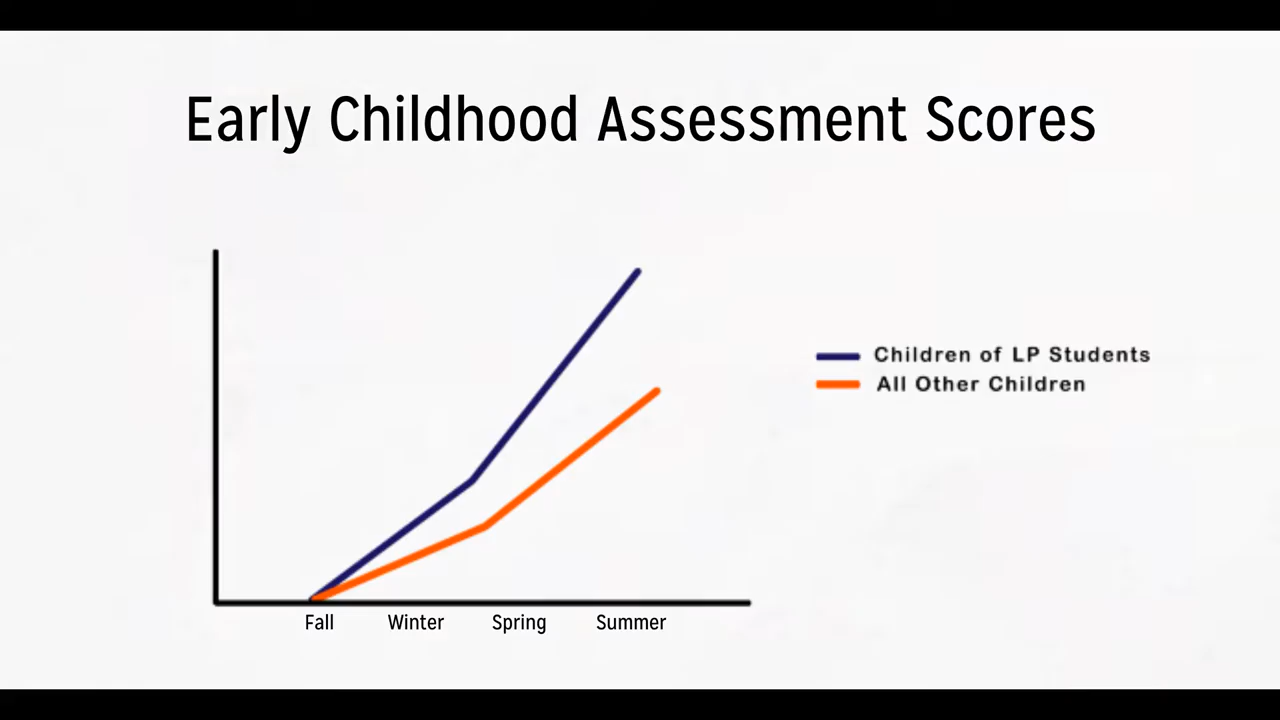 Early Childhood Assessment Scores
Children of LP Students
All Other Children
Fall Winter Spring Summer